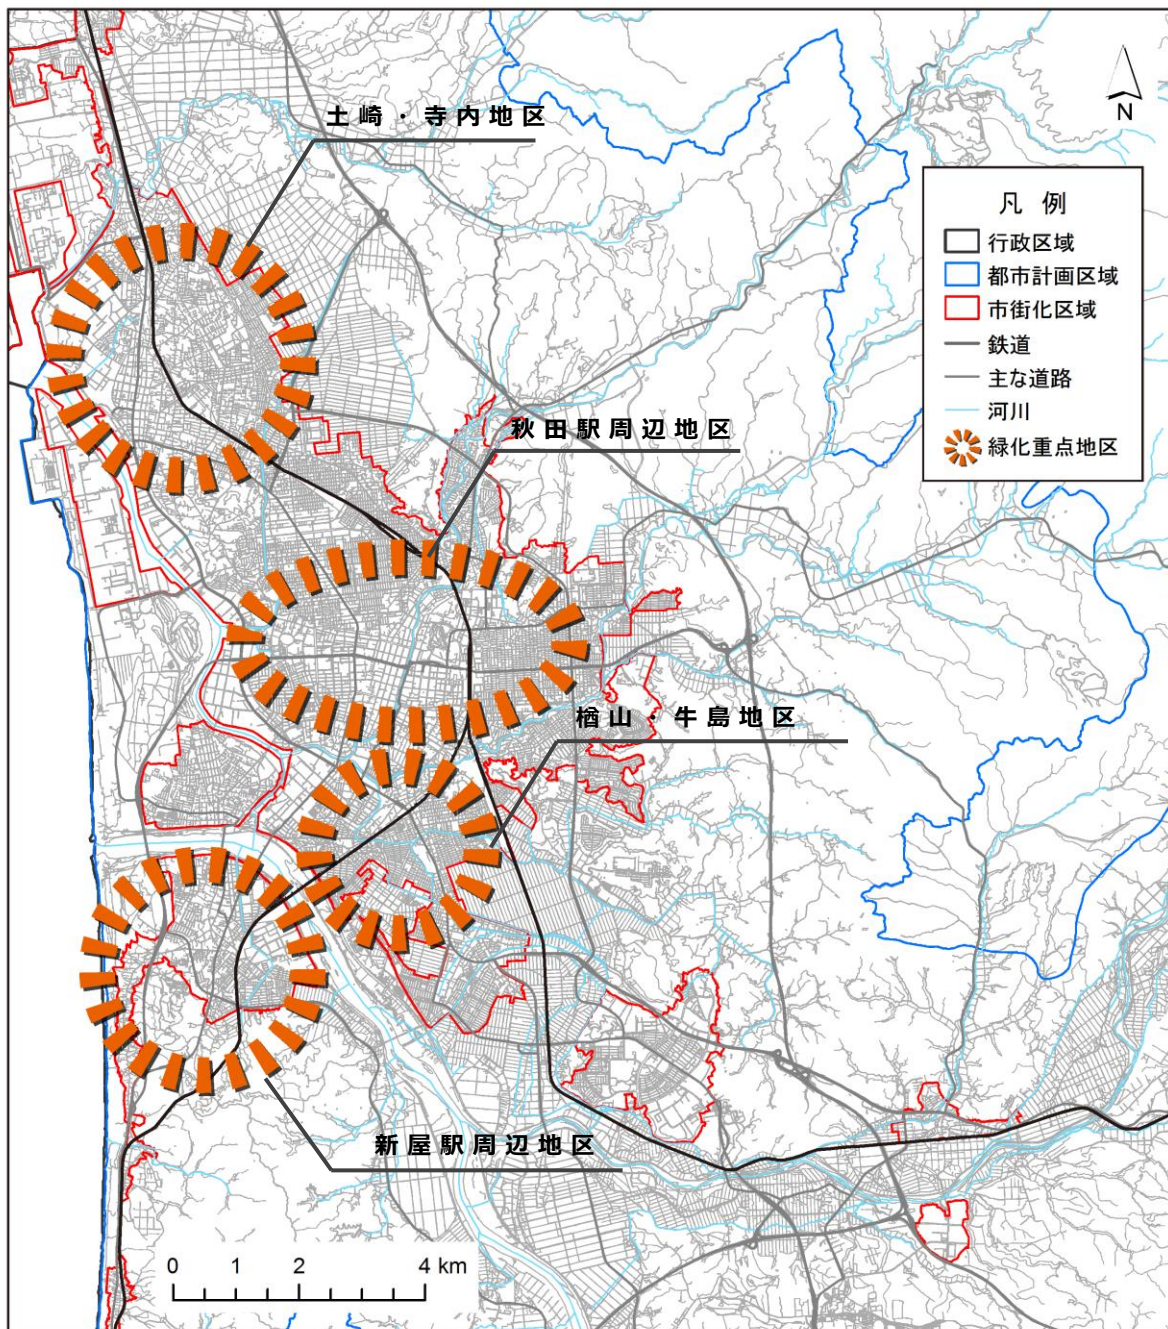 土崎・寺内地区
N
凡 例
行政区域
都市計画区域
市街化区域
鉄道
主な道路
河川
緑化重点地区
秋田駅周辺地区
楢山・牛島地区
新屋駅周辺地区
0 1 2 4 km